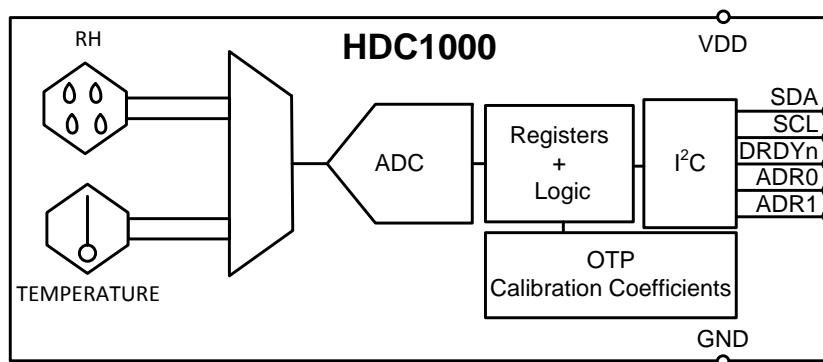 RH
HDC1000
VDD
TEMPERATURE
ADC
Registers
+
Logic
I²C
SDA
SCL
DRDYn
ADR0
ADR1
OTP
Calibration Coefficients
GND